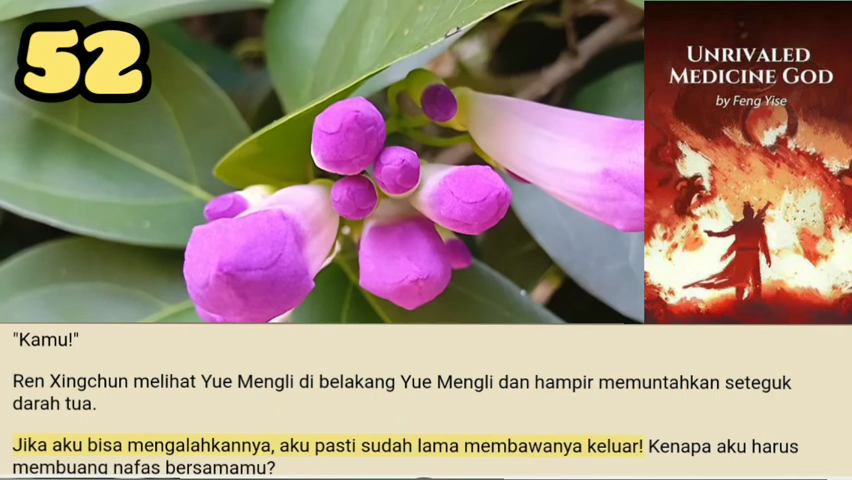 52
UNRIVALED
MEDICINE GOD
by Feng Yise
"Kamu!"
Ren Xingchun melihat Yue Mengli di belakang Yue Mengli dan hampir memuntahkan seteguk
darah tua.
Jika aku bisa mengalahkannya, aku pasti sudah lama membawanya keluar! Kenapa aku harus
membuang nafas bersamamu?